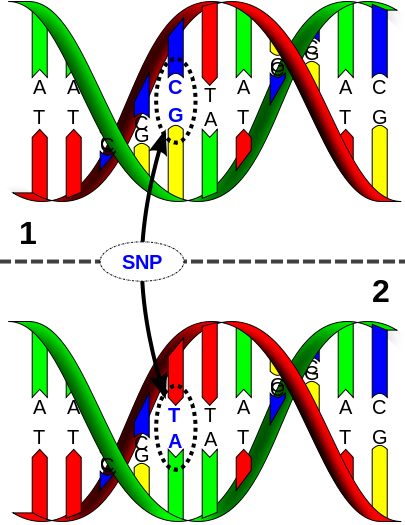 A A C C T A G G A C
T T C G G A T T G
1
SNP
2
A A C T T A G G A C
T T C G A A T T G